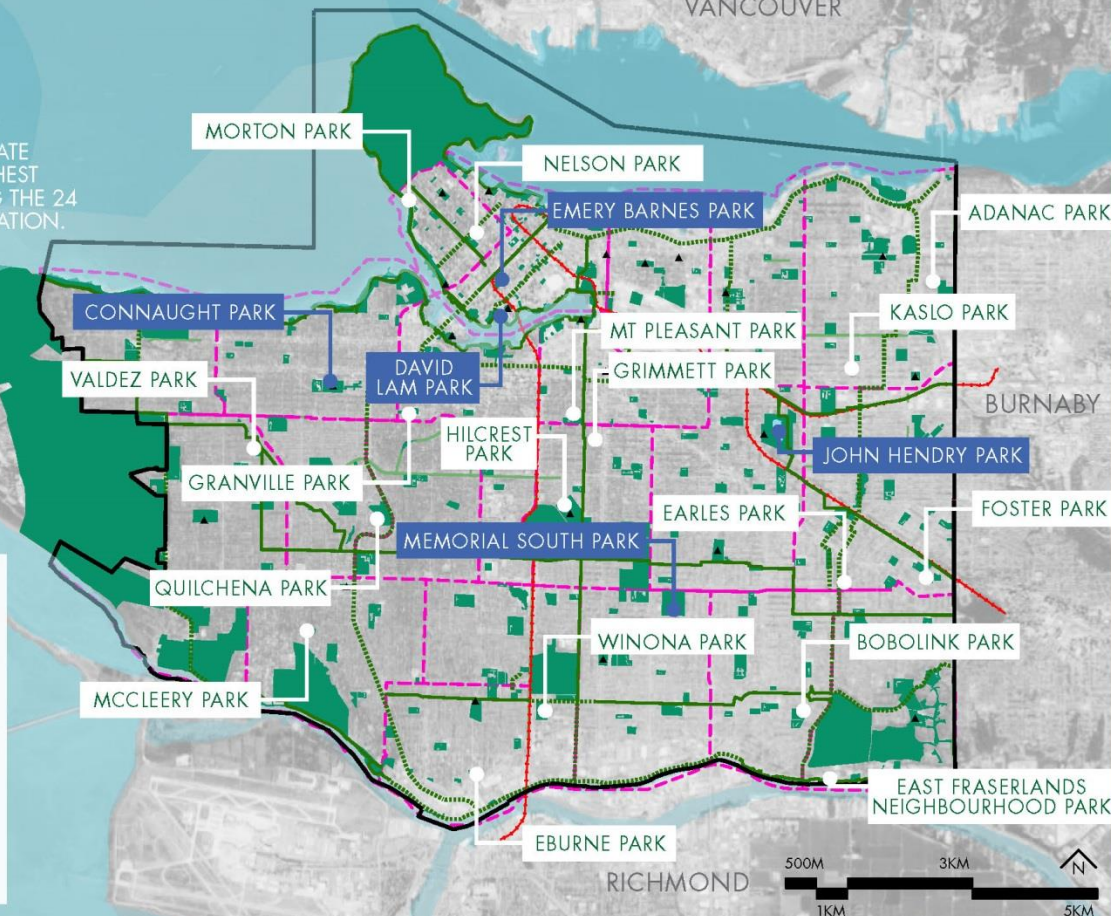 VANCOUVER
ATE
HEST
G THE 24
ATION.
MORTON PARK
NELSON PARK
EMERY BARNES PARK
ADANAC PARK
CONNAUGHT PARK
KASLO PARK
MT PLEASANT PARK
DAVID
LAM PARK
VALDEZ PARK
GRIMMETT PARK
BURNABY
HILCREST
PARK
JOHN HENDRY PARK
GRANVILLE PARK
EARLES PARK
FOSTER PARK
MEMORIAL SOUTH PARK
QUILCHENA PARK
WINONA PARK
BOBOLINK PARK
MCCLEERY PARK
EAST FRASERLANDS
NEIGHBOURHOOD PARK
EBURNE PARK
RICHMOND
500M
3KM
N
1KM
5KM